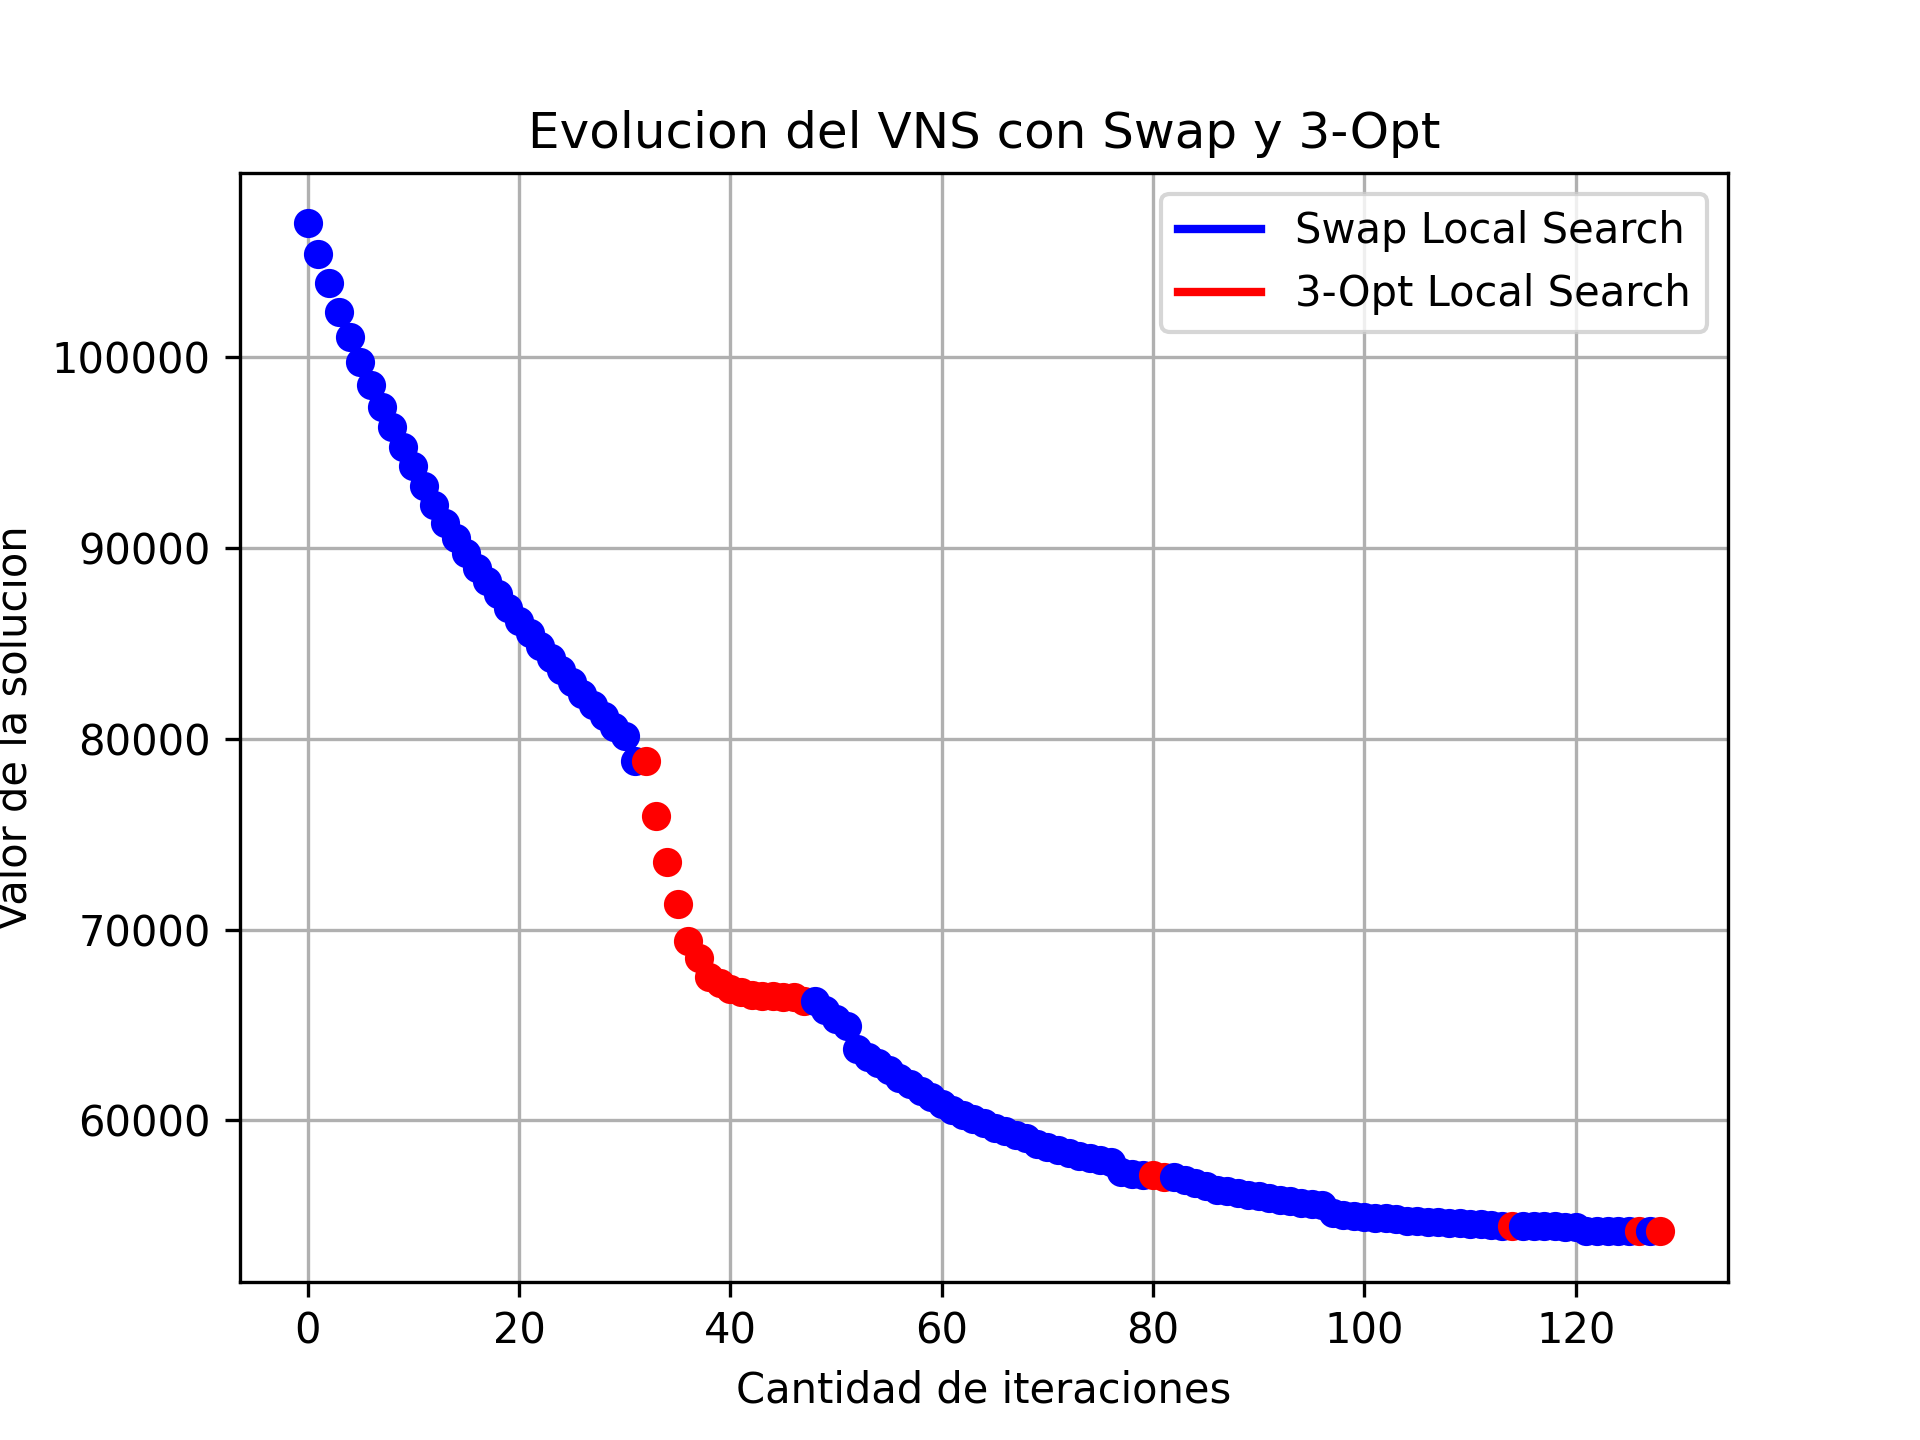 Evolucion del VNS con Swap y 3-Opt
Swap Local Search
3-Opt Local Search
Valor de la solucion
100000
90000
80000
70000
60000
0 20 40 60 80 100 120
Cantidad de iteraciones